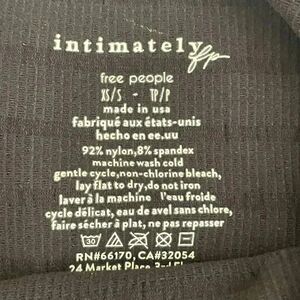 intimately fp
free people
XS/S - TP/P
made in usa
fabriqué aux états-unis
hecho en ee.uu
92% nylon,8% spandex
machine wash cold
gentle cycle,non-chlorine bleach,
lay flat to dry,do not iron
laver à la machine l'eau froide
cycle délicat, eau de avel sans chlore,
faire sécher à plat, ne pas repasser
30
RN#66170, CA#32054
24 Market Place, 3rd Fl